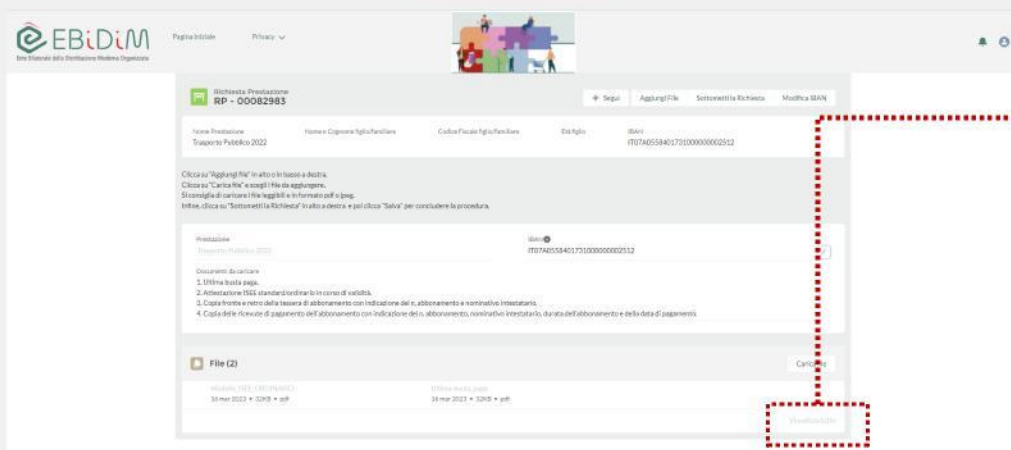 EBiDiM
Ente Bilaterale della Distribuzione Moderna Organizzata
Pagina Iniziale Privacy
Richiesta Prestazione
RP - 00082983
+ Segui Aggiungi File Sottometti la Richiesta Modifica IBAN
Nome Prestazione Nome e Cognome figlio/familiare Codice Fiscale figlio/familiare Età figlio IBAN
Trasporto Pubblico 2022 IT07A0558401731000000002512
Clicca su "Aggiungi file" in alto o in basso a destra.
Clicca su "Carica file" e scegli i file da aggiungere.
Si consiglia di caricare i file leggibili e in formato pdf o jpeg.
Infine, clicca su "Sottometti la Richiesta" in alto a destra e poi clicca "Salva" per concludere la procedura.
Prestazione IBAN
Trasporto Pubblico 2022 IT07A0558401731000000002512
Documenti da caricare
1. Ultima busta paga.
2. Attestazione ISEE standard/ordinario in corso di validità.
3. Copia fronte e retro della tessera di abbonamento con indicazione del n. abbonamento e nominativo intestatario.
4. Copia delle ricevute di pagamento dell'abbonamento con indicazione del n. abbonamento, nominativo intestatario, durata dell'abbonamento e della data di pagamento.
File (2) Carica file
Modello_ISEE_ORDINARIO Ultima busta paga
16 mar 2023 • 32KB • pdf 16 mar 2023 • 32KB • pdf
Visualizza tutto